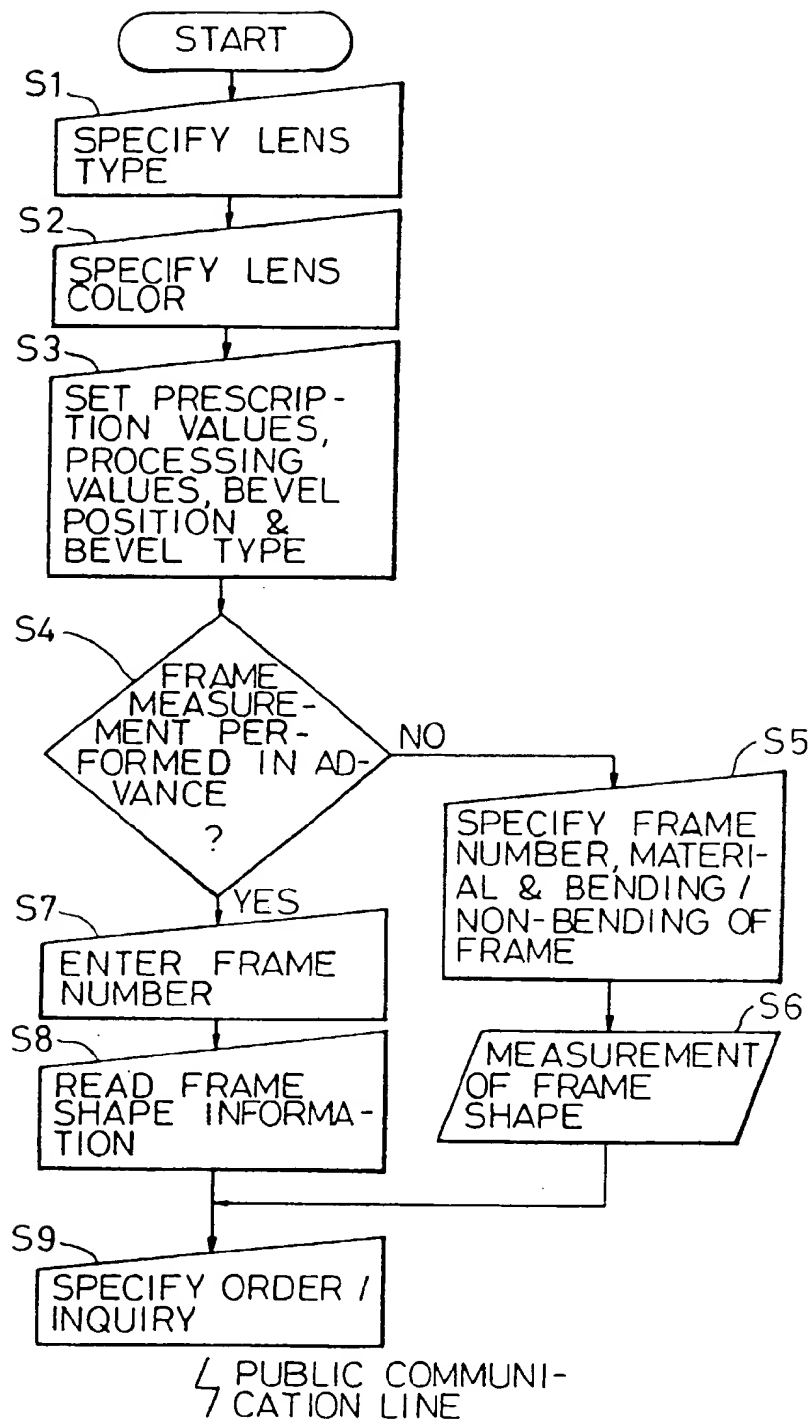 START
S1
SPECIFY LENS
TYPE
S2
SPECIFY LENS
COLOR
S3
SET PRESCRIP-
TION VALUES,
PROCESSING
VALUES, BEVEL
POSITION &
BEVEL TYPE
S4
FRAME
MEASURE-
MENT PER-
FORMED IN AD-
VANCE
?
NO
S5
SPECIFY FRAME
NUMBER, MATERI-
AL & BENDING /
NON-BENDING OF
FRAME
S6
MEASUREMENT
OF FRAME
SHAPE
YES
S7
ENTER FRAME
NUMBER
S8
READ FRAME
SHAPE INFORMA-
TION
S9
SPECIFY ORDER /
INQUIRY
PUBLIC COMMUNI-
CATION LINE